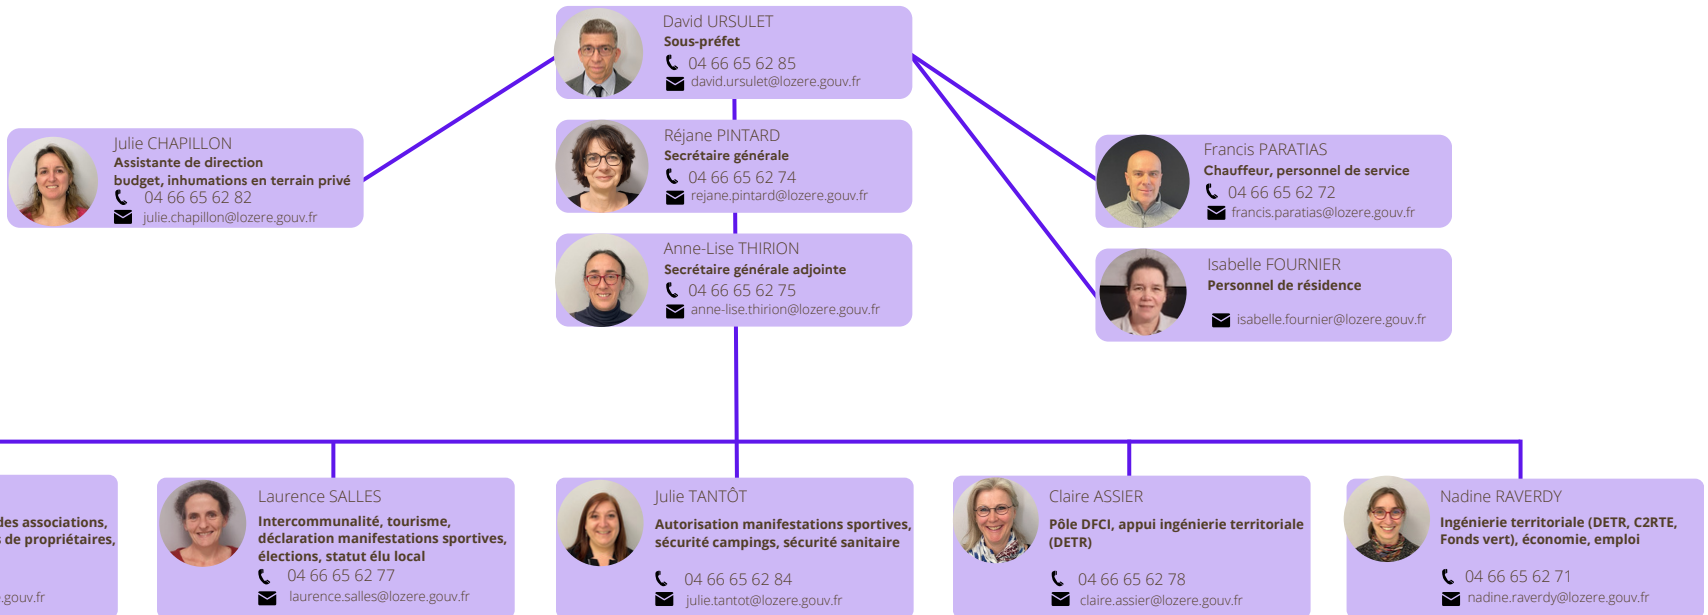 David URSULET
Sous-préfet
04 66 65 62 85
david.ursulet@lozere.gouv.fr
Julie CHAPILLON
Assistante de direction
budget, inhumations en terrain privé
04 66 65 62 82
julie.chapillon@lozere.gouv.fr
Réjane PINTARD
Secrétaire générale
04 66 65 62 74
rejane.pintard@lozere.gouv.fr
Francis PARATIAS
Chauffeur, personnel de service
04 66 65 62 72
francis.paratias@lozere.gouv.fr
Anne-Lise THIRION
Secrétaire générale adjointe
04 66 65 62 75
anne-lise.thirion@lozere.gouv.fr
Isabelle FOURNIER
Personnel de résidence
isabelle.fournier@lozere.gouv.fr
des associations,
s de propriétaires,
.gouv.fr
Laurence SALLES
Intercommunalité, tourisme,
déclaration manifestations sportives,
élections, statut élu local
04 66 65 62 77
laurence.salles@lozere.gouv.fr
Julie TANTÔT
Autorisation manifestations sportives,
sécurité campings, sécurité sanitaire
04 66 65 62 84
julie.tantot@lozere.gouv.fr
Claire ASSIER
Pôle DFCI, appui ingénierie territoriale
(DETR)
04 66 65 62 78
claire.assier@lozere.gouv.fr
Nadine RAVERDY
Ingénierie territoriale (DETR, C2RTE,
Fonds vert), économie, emploi
04 66 65 62 71
nadine.raverdy@lozere.gouv.fr